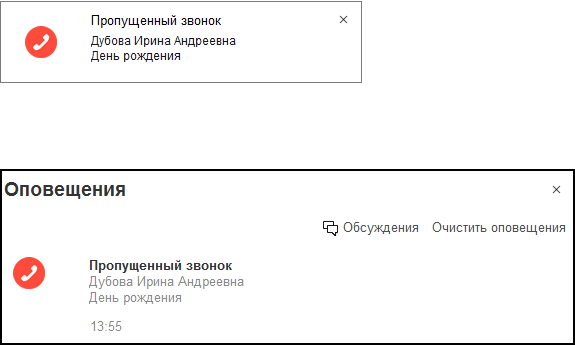 Пропущенный звонок
Дубова Ирина Андреевна
День рождения
Оповещения
Обсуждения Очистить оповещения
Пропущенный звонок
Дубова Ирина Андреевна
День рождения
13:55